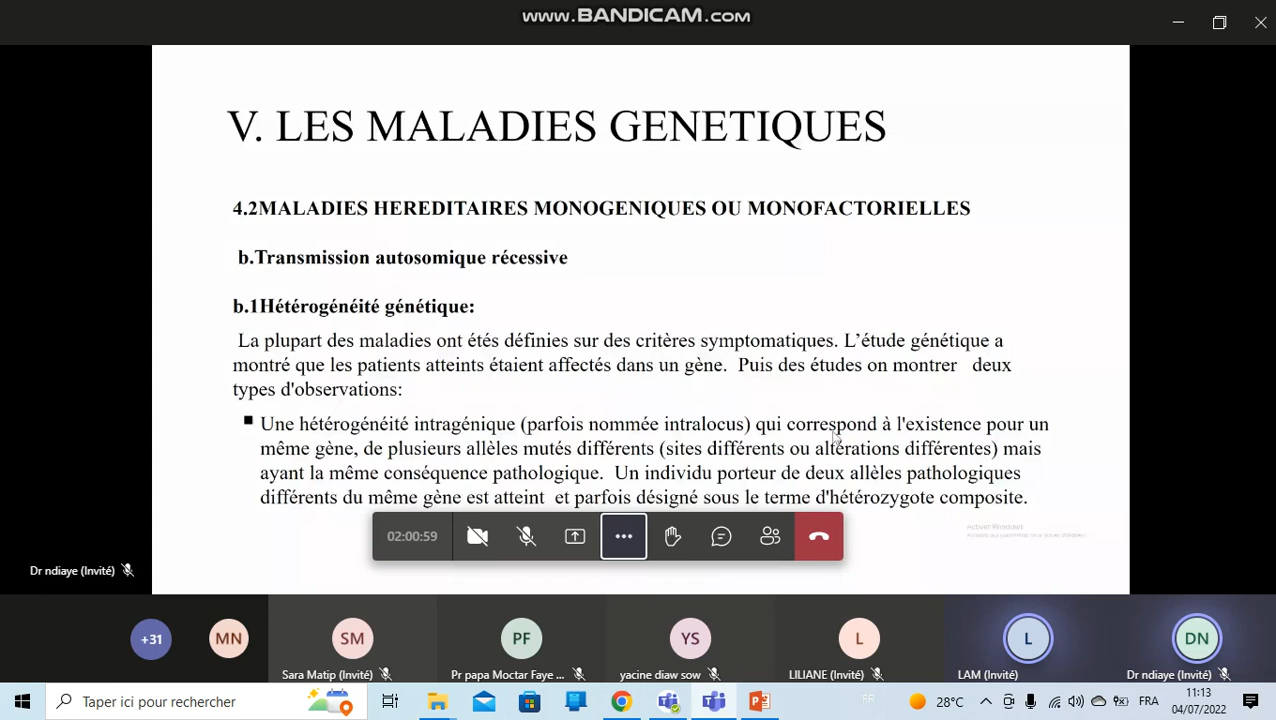 www.BANDICAM.com
V. LES MALADIES GENETIQUES
4.2MALADIES HEREDITAIRES MONOGENIQUES OU MONOFACTORIELLES
b.Transmission autosomique récessive
b.1Hétérogénéité génétique:
La plupart des maladies ont étés définies sur des critères symptomatiques. L’étude génétique a
montré que les patients atteints étaient affectés dans un gène. Puis des études on montrer deux
types d'observations:
■ Une hétérogénéité intragénique (parfois nommée intralocus) qui correspond à l'existence pour un
même gène, de plusieurs allèles mutés différents (sites différents ou altérations différentes) mais
ayant la même conséquence pathologique. Un individu porteur de deux allèles pathologiques
différents du même gène est atteint et parfois désigné sous le terme d'hétérozygote composite.
02:00:59
Activer Windows
Dr ndiaye (Invité)
+31
MN
SM
PF
YS
L
L
DN
Sara Matip (Invité)
Pr papa Moctar Faye ...
yacine diaw sow
LILIANE (Invité)
LAM (Invité)
Dr ndiaye (Invité)
Taper ici pour rechercher
FR
28°C
FRA
11:13
04/07/2022